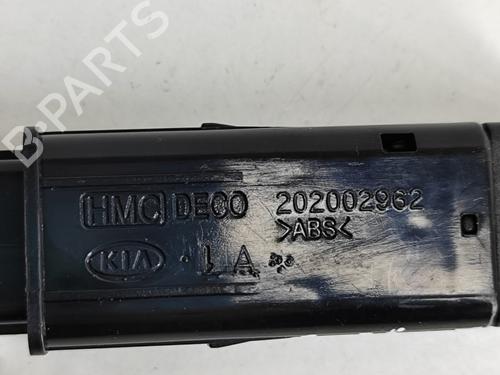 B-PARTS
HMC DECO 202002962
>ABS<
KIA · 1 A